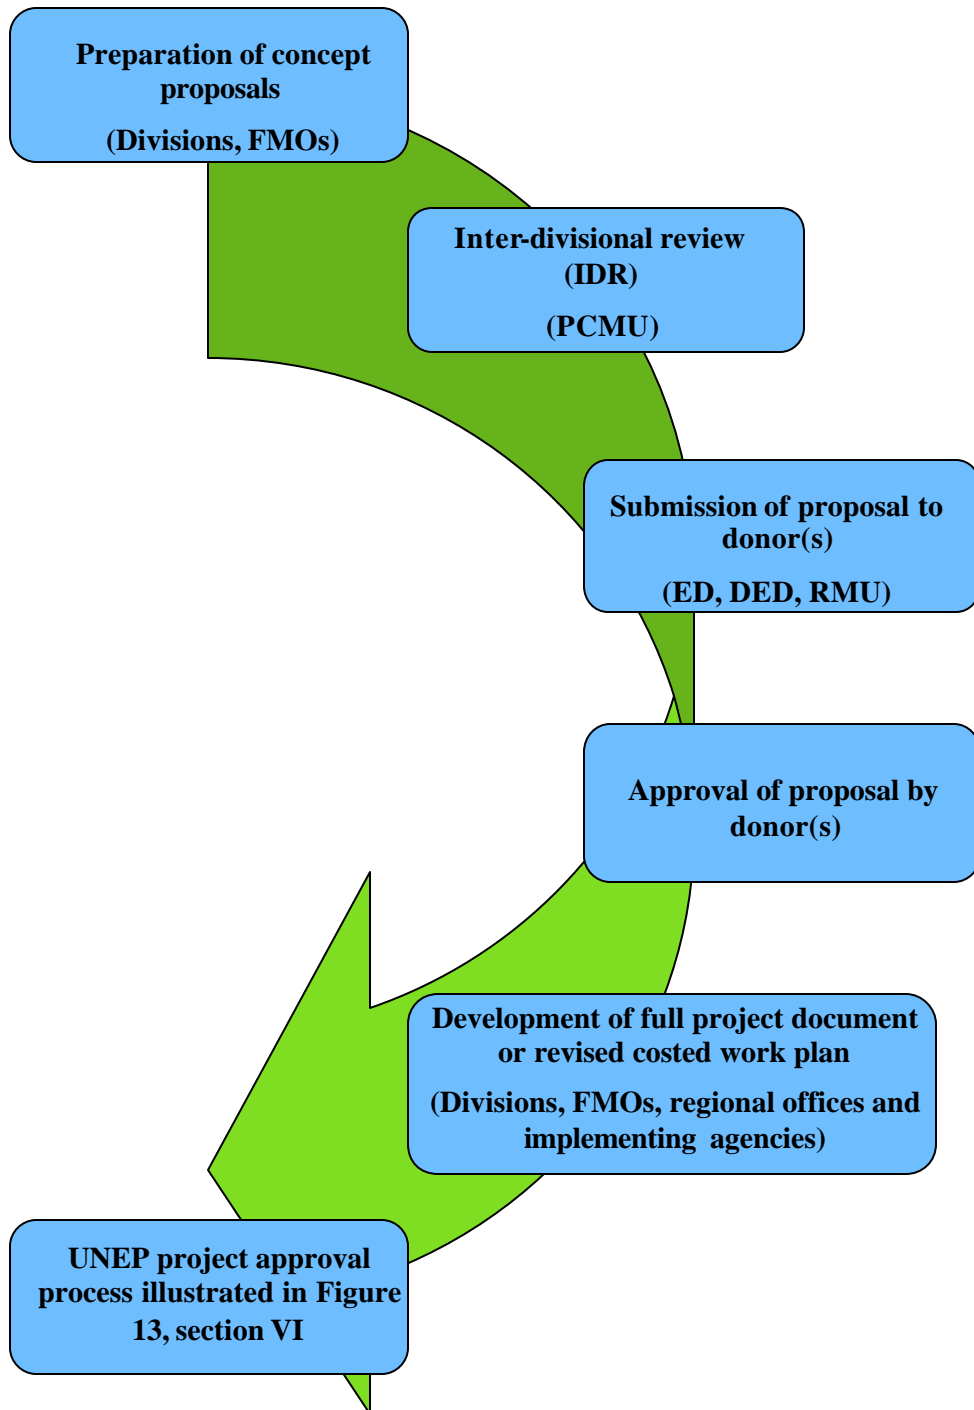 Preparation of concept
proposals
(Divisions, FMOs)
Inter-divisional review
(IDR)
(PCMU)
Submission of proposal to
donor(s)
(ED, DED, RMU)
Approval of proposal by
donor(s)
Development of full project document
or revised costed work plan
(Divisions, FMOs, regional offices and
implementing agencies)
UNEP project approval
process illustrated in Figure
13, section VI